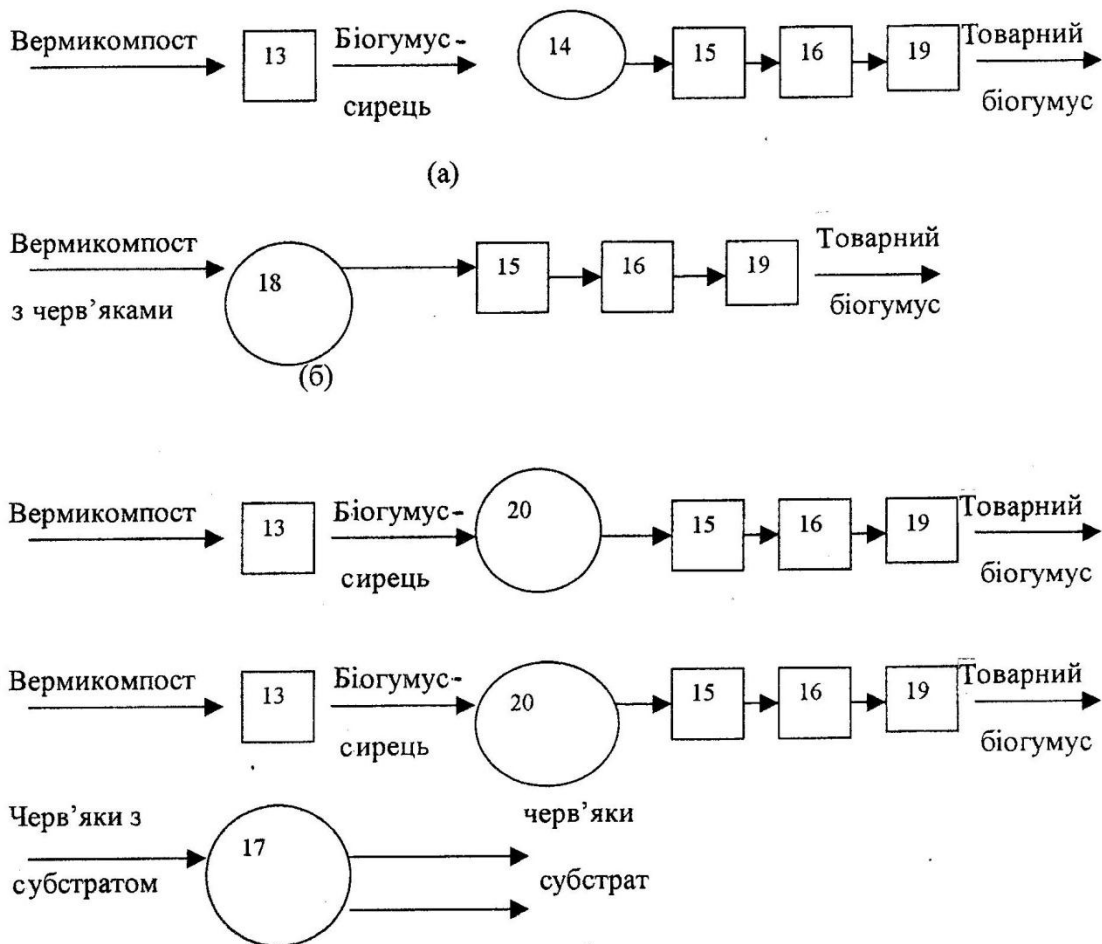 Вермикомпост 13 Біогумус- сирець 14 15 16 19 Товарний біогумус
(а)
Вермикомпост з черв’яками 18 15 16 19 Товарний біогумус
(б)
Вермикомпост 13 Біогумус- сирець 20 15 16 19 Товарний біогумус
Вермикомпост 13 Біогумус- сирець 20 15 16 19 Товарний біогумус
Черв’яки з субстратом 17 черв’яки субстрат